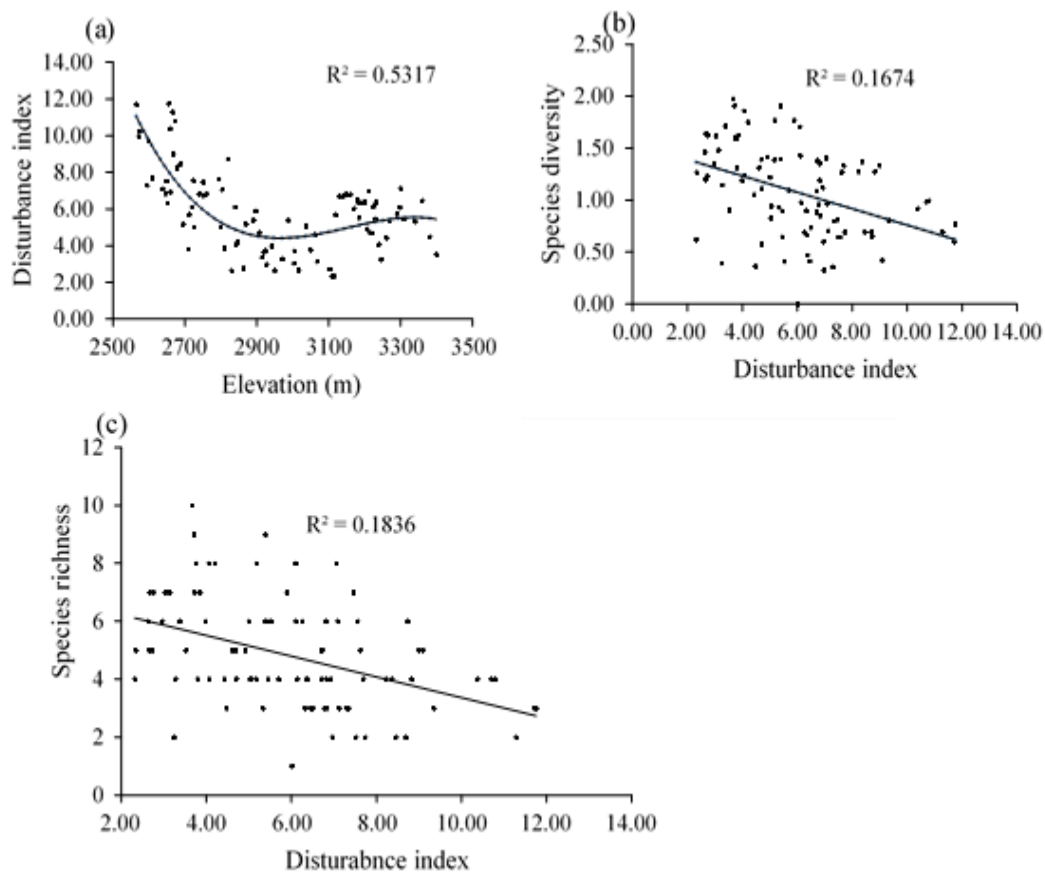 (a)
14.00
12.00
10.00
8.00
6.00
4.00
2.00
0.00
Disturbance index
R² = 0.5317
2500 2700 2900 3100 3300 3500
Elevation (m)
(b)
2.50
2.00
1.50
1.00
0.50
0.00
Species diversity
R² = 0.1674
0.00 2.00 4.00 6.00 8.00 10.00 12.00 14.00
Disturbance index
(c)
12
10
8
6
4
2
0
Species richness
R² = 0.1836
2.00 4.00 6.00 8.00 10.00 12.00 14.00
Disturabnce index